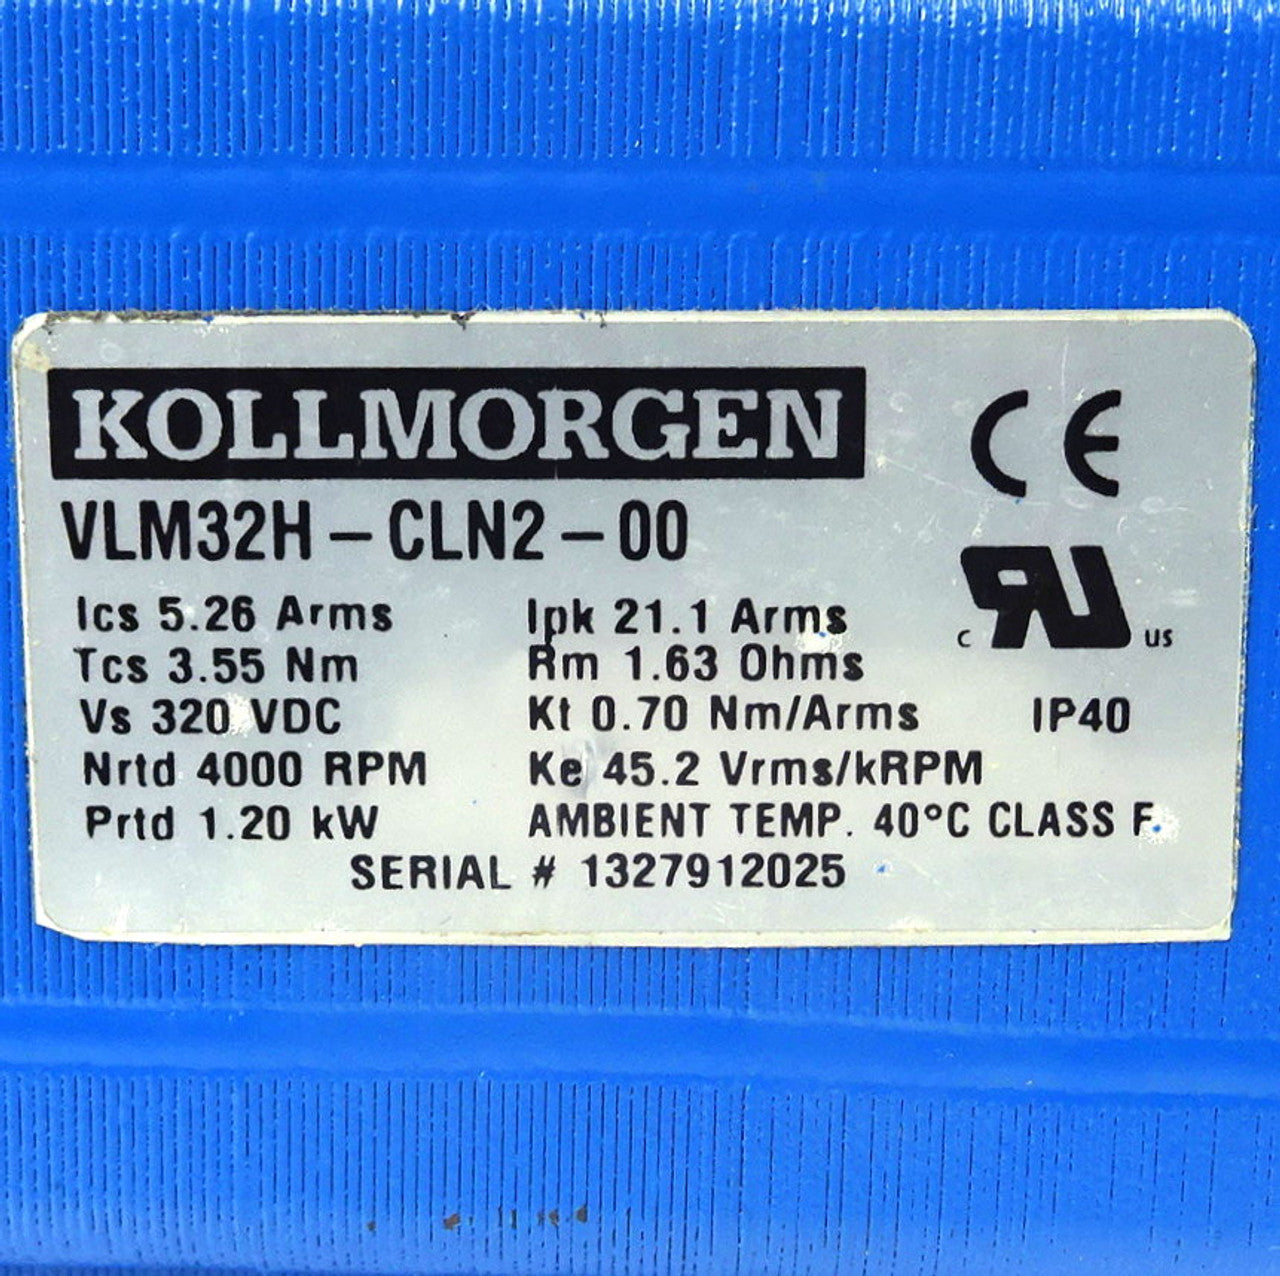 KOLLMORGEN
CE
VLM32H-CLN2-00
c RU us
Ics 5.26 Arms Ipk 21.1 Arms
Tcs 3.55 Nm Rm 1.63 Ohms
Vs 320 VDC Kt 0.70 Nm/Arms IP40
Nrtd 4000 RPM Ke 45.2 Vrms/kRPM
Prtd 1.20 kW AMBIENT TEMP. 40°C CLASS F
SERIAL # 1327912025